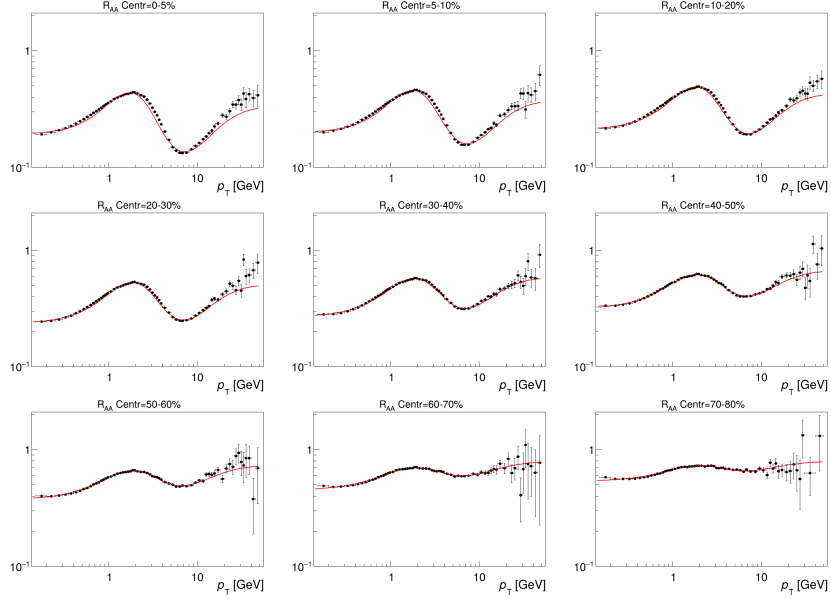 R_AA Centr=0-5%
1
10⁻¹
1
10
p_T [GeV]
R_AA Centr=5-10%
1
10⁻¹
1
10
p_T [GeV]
R_AA Centr=10-20%
1
10⁻¹
1
10
p_T [GeV]
R_AA Centr=20-30%
1
10⁻¹
1
10
p_T [GeV]
R_AA Centr=30-40%
1
10⁻¹
1
10
p_T [GeV]
R_AA Centr=40-50%
1
10⁻¹
1
10
p_T [GeV]
R_AA Centr=50-60%
1
10⁻¹
1
10
p_T [GeV]
R_AA Centr=60-70%
1
10⁻¹
1
10
p_T [GeV]
R_AA Centr=70-80%
1
10⁻¹
1
10
p_T [GeV]